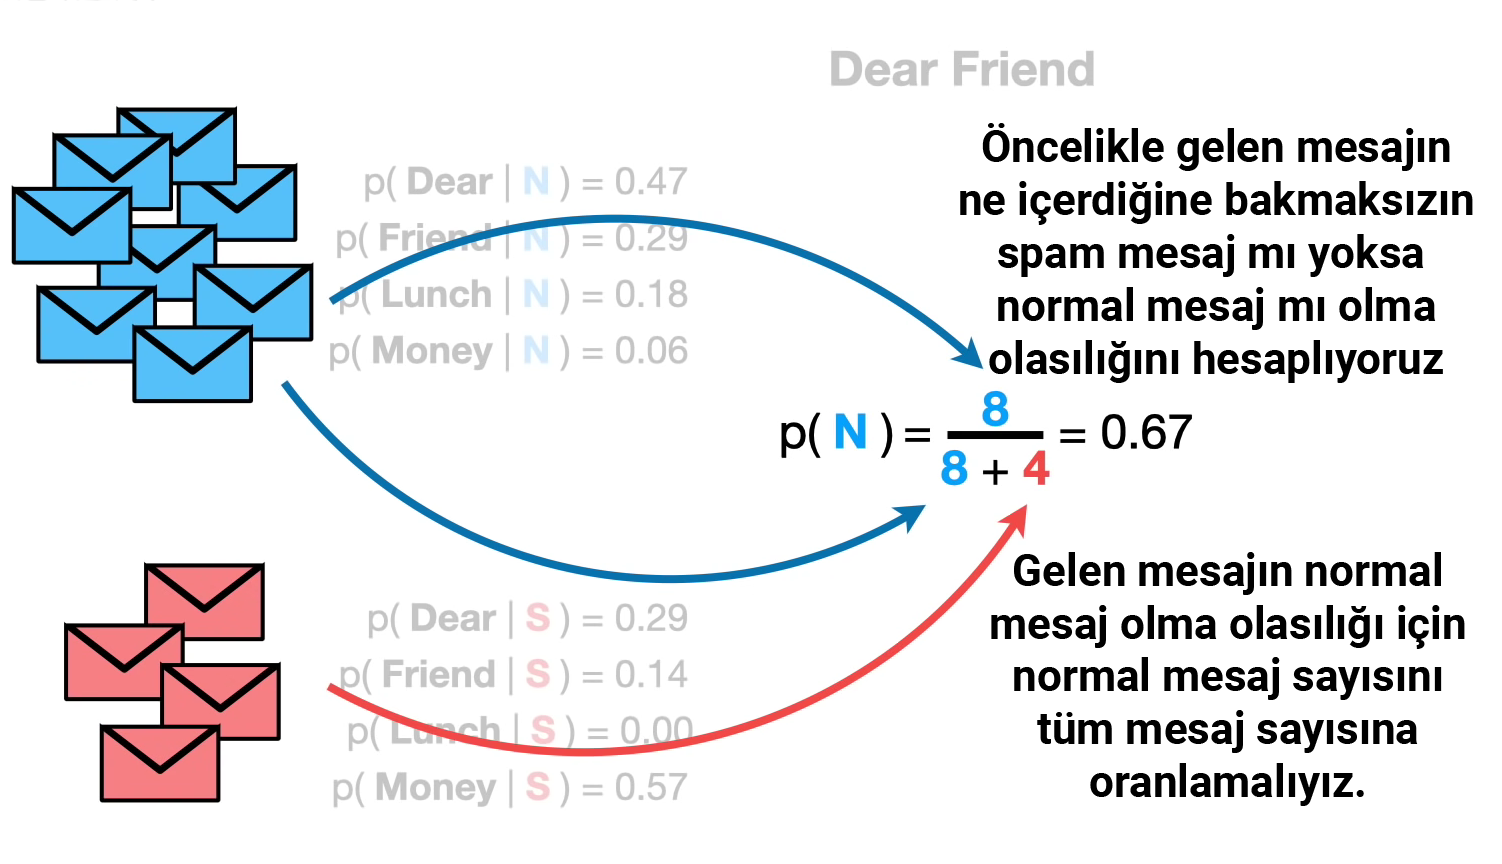 Dear Friend
Öncelikle gelen mesajın
ne içerdiğine bakmaksızın
spam mesaj mı yoksa
normal mesaj mı olma
olasılığını hesaplıyoruz
p( Dear | N ) = 0.47
p( Friend | N ) = 0.29
p( Lunch | N ) = 0.18
p( Money | N ) = 0.06
p( N ) = 8 / 8 + 4 = 0.67
p( Dear | S ) = 0.29
p( Friend | S ) = 0.14
p( Lunch | S ) = 0.00
p( Money | S ) = 0.57
Gelen mesajın normal
mesaj olma olasılığı için
normal mesaj sayısını
tüm mesaj sayısına
oranlamalıyız.